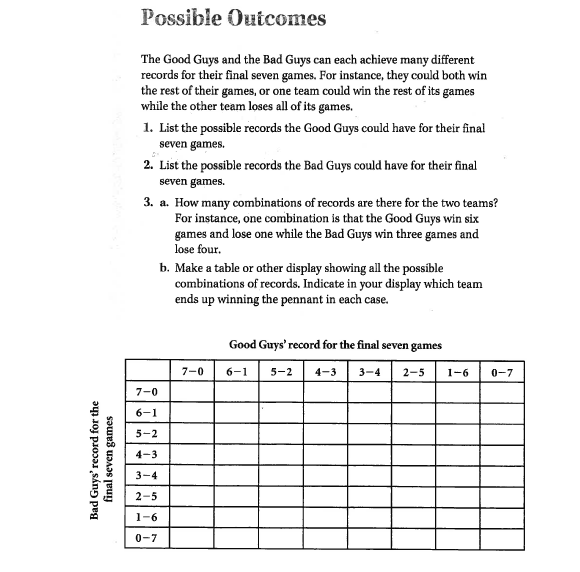 Possible Outcomes
The Good Guys and the Bad Guys can each achieve many different
records for their final seven games. For instance, they could both win
the rest of their games, or one team could win the rest of its games
while the other team loses all of its games.
1. List the possible records the Good Guys could have for their final
seven games.
2. List the possible records the Bad Guys could have for their final
seven games.
3. a. How many combinations of records are there for the two teams?
For instance, one combination is that the Good Guys win six
games and lose one while the Bad Guys win three games and
lose four.
b. Make a table or other display showing all the possible
combinations of records. Indicate in your display which team
ends up winning the pennant in each case.
Good Guys' record for the final seven games
7–0 6–1 5–2 4–3 3–4 2–5 1–6 0–7
Bad Guys' record for the
final seven games
7–0
6–1
5–2
4–3
3–4
2–5
1–6
0–7